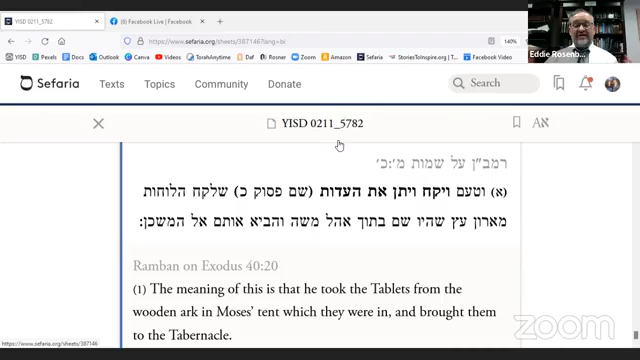 YISD 0211_5782
(8) Facebook Live | Facebook
https://www.sefaria.org/sheets/387146?lang=bi
140%
YISD
Pexels
Docs
Outlook
Canva
YouTube
TorahAnytime
Daf
Rosner
Zoom
Amazon
StoriesToInspire.org
Facebook Video
Eddie Rosenb...
Sefaria
Texts
Topics
Community
Donate
Search
YISD 0211_5782
אA
רמב"ן על שמות מ׳:כ׳
(א) וטעם ויקח ויתן את העדות (שם פסוק כ) שלקח הלוחות
מארון עץ שהיו שם בתוך אהל משה והביא אותם אל המשכן:
Ramban on Exodus 40:20
(1) The meaning of this is that he took the Tablets from the
wooden ark in Moses' tent which they were in, and brought them
to the Tabernacle.
https://www.sefaria.org/sheets/387146
zoom